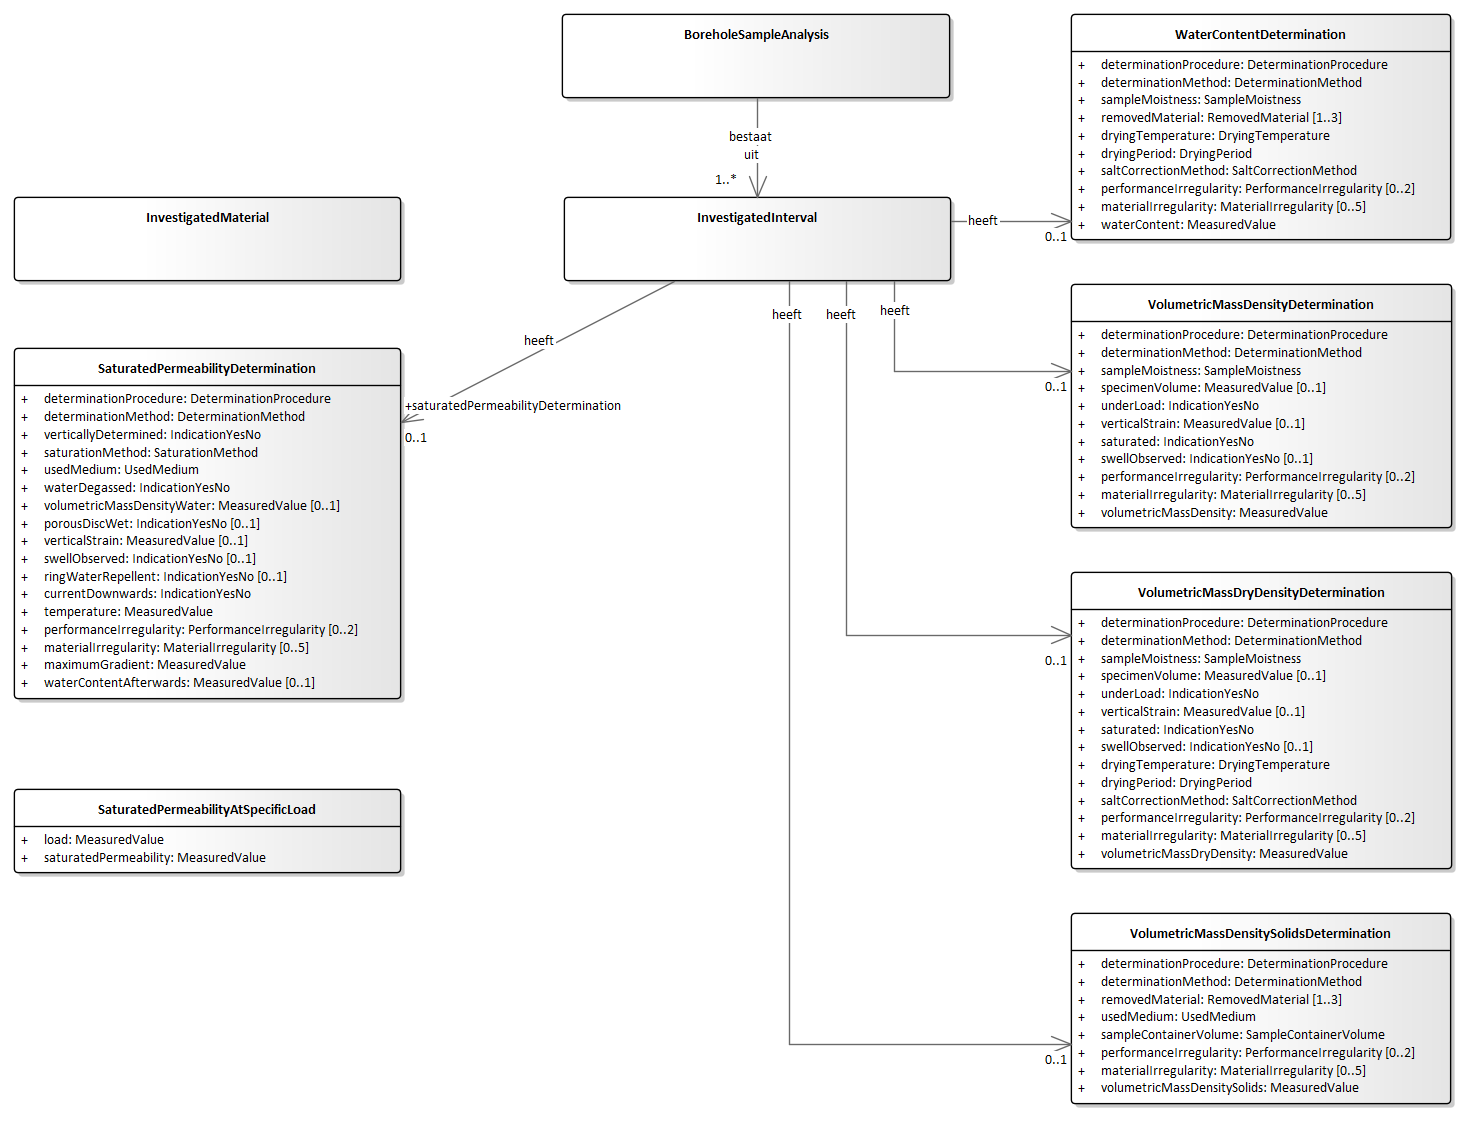 BoreholeSampleAnalysis
bestaat
uit
1..*
InvestigatedMaterial
InvestigatedInterval
heeft
0..1
heeft
+saturatedPermeabilityDetermination
0..1
heeft
heeft
heeft
0..1
0..1
0..1
WaterContentDetermination
+ determinationProcedure: DeterminationProcedure
+ determinationMethod: DeterminationMethod
+ sampleMoistness: SampleMoistness
+ removedMaterial: RemovedMaterial [1..3]
+ dryingTemperature: DryingTemperature
+ dryingPeriod: DryingPeriod
+ saltCorrectionMethod: SaltCorrectionMethod
+ performanceIrregularity: PerformanceIrregularity [0..2]
+ materialIrregularity: MaterialIrregularity [0..5]
+ waterContent: MeasuredValue
VolumetricMassDensityDetermination
+ determinationProcedure: DeterminationProcedure
+ determinationMethod: DeterminationMethod
+ sampleMoistness: SampleMoistness
+ specimenVolume: MeasuredValue [0..1]
+ underLoad: IndicationYesNo
+ verticalStrain: MeasuredValue [0..1]
+ saturated: IndicationYesNo
+ swellObserved: IndicationYesNo [0..1]
+ performanceIrregularity: PerformanceIrregularity [0..2]
+ materialIrregularity: MaterialIrregularity [0..5]
+ volumetricMassDensity: MeasuredValue
SaturatedPermeabilityDetermination
+ determinationProcedure: DeterminationProcedure
+ determinationMethod: DeterminationMethod
+ verticallyDetermined: IndicationYesNo
+ saturationMethod: SaturationMethod
+ usedMedium: UsedMedium
+ waterDegassed: IndicationYesNo
+ volumetricMassDensityWater: MeasuredValue [0..1]
+ porousDiscWet: IndicationYesNo [0..1]
+ verticalStrain: MeasuredValue [0..1]
+ swellObserved: IndicationYesNo [0..1]
+ ringWaterRepellent: IndicationYesNo [0..1]
+ currentDownwards: IndicationYesNo
+ temperature: MeasuredValue
+ performanceIrregularity: PerformanceIrregularity [0..2]
+ materialIrregularity: MaterialIrregularity [0..5]
+ maximumGradient: MeasuredValue
+ waterContentAfterwards: MeasuredValue [0..1]
VolumetricMassDryDensityDetermination
+ determinationProcedure: DeterminationProcedure
+ determinationMethod: DeterminationMethod
+ sampleMoistness: SampleMoistness
+ specimenVolume: MeasuredValue [0..1]
+ underLoad: IndicationYesNo
+ verticalStrain: MeasuredValue [0..1]
+ saturated: IndicationYesNo
+ swellObserved: IndicationYesNo [0..1]
+ dryingTemperature: DryingTemperature
+ dryingPeriod: DryingPeriod
+ saltCorrectionMethod: SaltCorrectionMethod
+ performanceIrregularity: PerformanceIrregularity [0..2]
+ materialIrregularity: MaterialIrregularity [0..5]
+ volumetricMassDryDensity: MeasuredValue
SaturatedPermeabilityAtSpecificLoad
+ load: MeasuredValue
+ saturatedPermeability: MeasuredValue
VolumetricMassDensitySolidsDetermination
+ determinationProcedure: DeterminationProcedure
+ determinationMethod: DeterminationMethod
+ removedMaterial: RemovedMaterial [1..3]
+ usedMedium: UsedMedium
+ sampleContainerVolume: SampleContainerVolume
+ performanceIrregularity: PerformanceIrregularity [0..2]
+ materialIrregularity: MaterialIrregularity [0..5]
+ volumetricMassDensitySolids: MeasuredValue